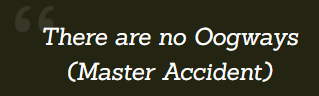 “
There are no Oogways
(Master Accident)